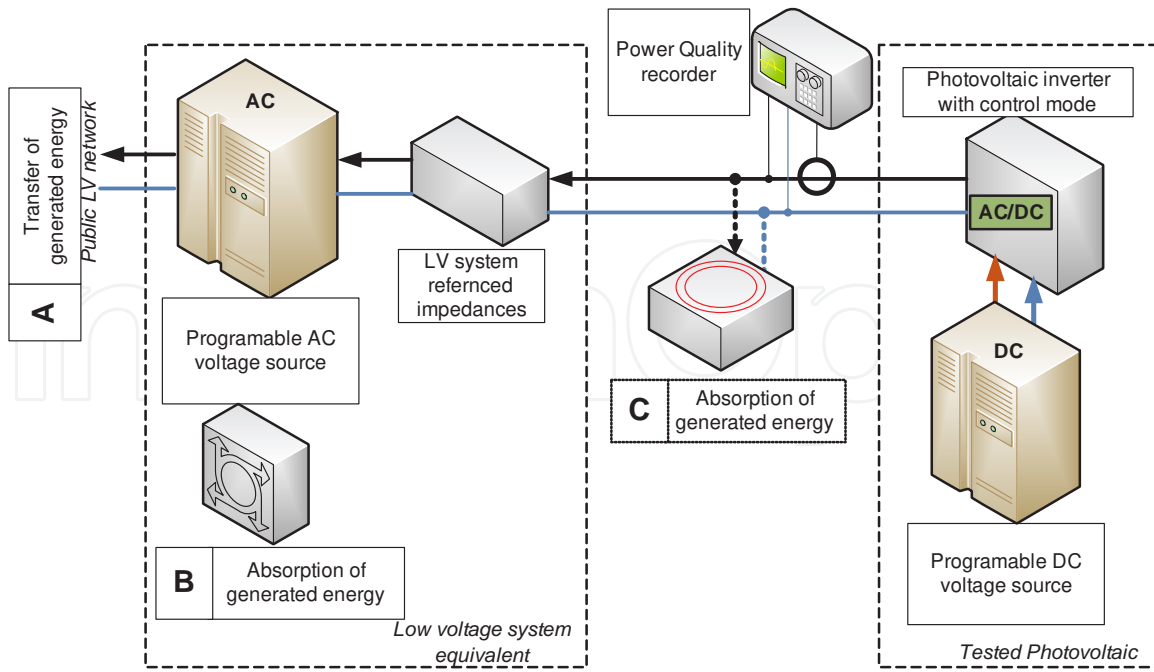 Transfer of
generated energy
Public LV network
A
AC
Programable AC
voltage source
B
Absorption of
generated energy
Low voltage system
equivalent
LV system
refernced
impedances
Power Quality
recorder
C
Absorption of
generated energy
Photovoltaic inverter
with control mode
AC/DC
DC
Programable DC
voltage source
Tested Photovoltaic